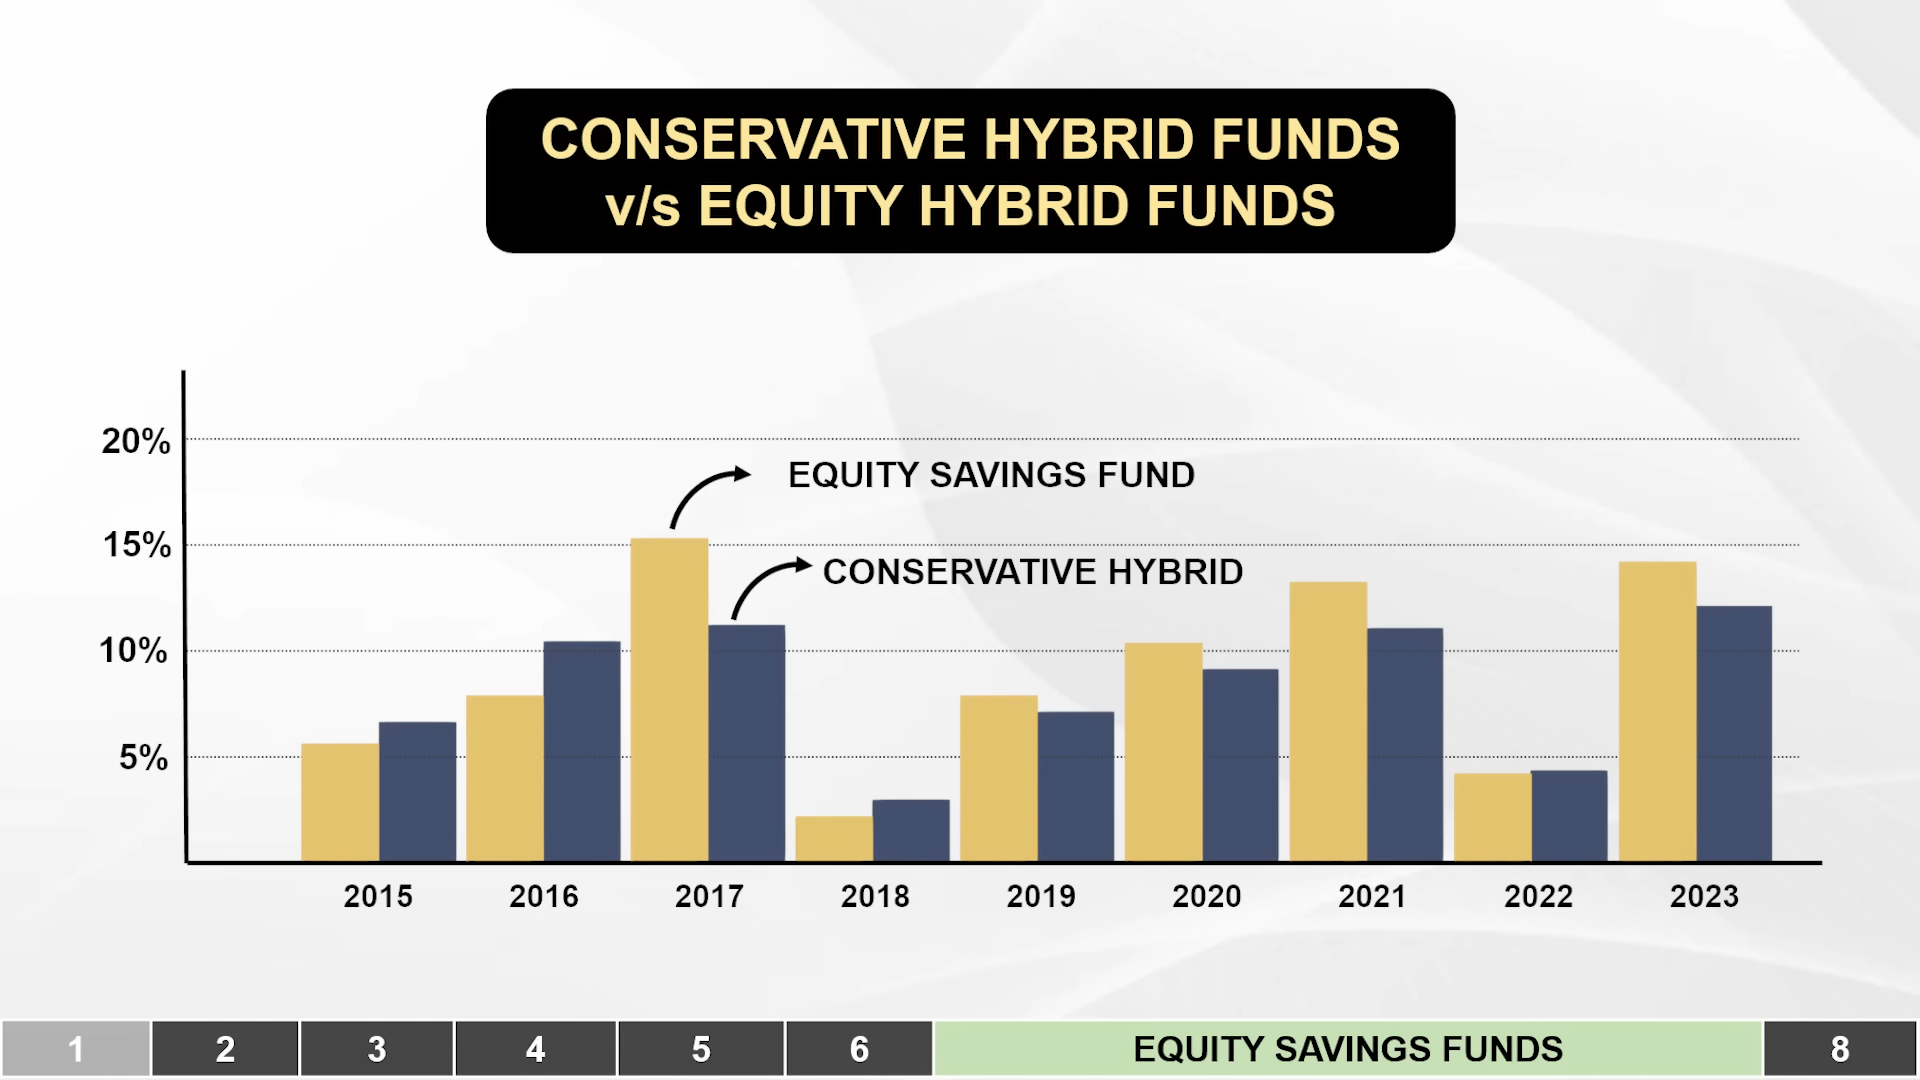 CONSERVATIVE HYBRID FUNDS
v/s EQUITY HYBRID FUNDS
20%
EQUITY SAVINGS FUND
15%
CONSERVATIVE HYBRID
10%
5%
2015 2016 2017 2018 2019 2020 2021 2022 2023
1 2 3 4 5 6 EQUITY SAVINGS FUNDS 8